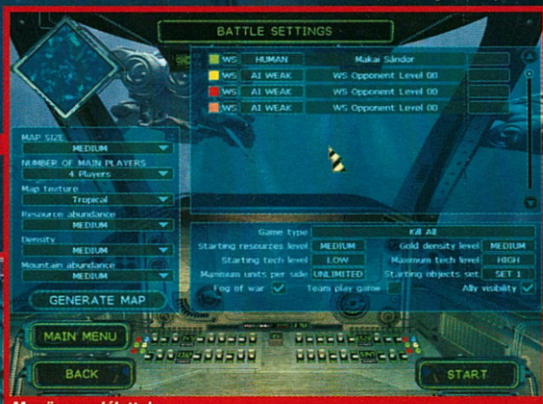 BATTLE SETTINGS
WS HUMAN Makai Sándor
WS AI WEAK WS Opponent Level 00
WS AI WEAK WS Opponent Level 00
WS AI WEAK WS Opponent Level 00
MAP SIZE
MEDIUM
NUMBER OF MAIN PLAYERS
4 Players
Map texture
Tropical
Resource abundance
MEDIUM
Density
MEDIUM
Mountain abundance
MEDIUM
GENERATE MAP
Game type Kill All
Starting resources level MEDIUM Gold density level MEDIUM
Starting tech level LOW Maximum tech level HIGH
Maximum units per side UNLIMITED Starting objects set SET 1
Fog of war Team play game Ally visibility
MAIN MENU
BACK
START